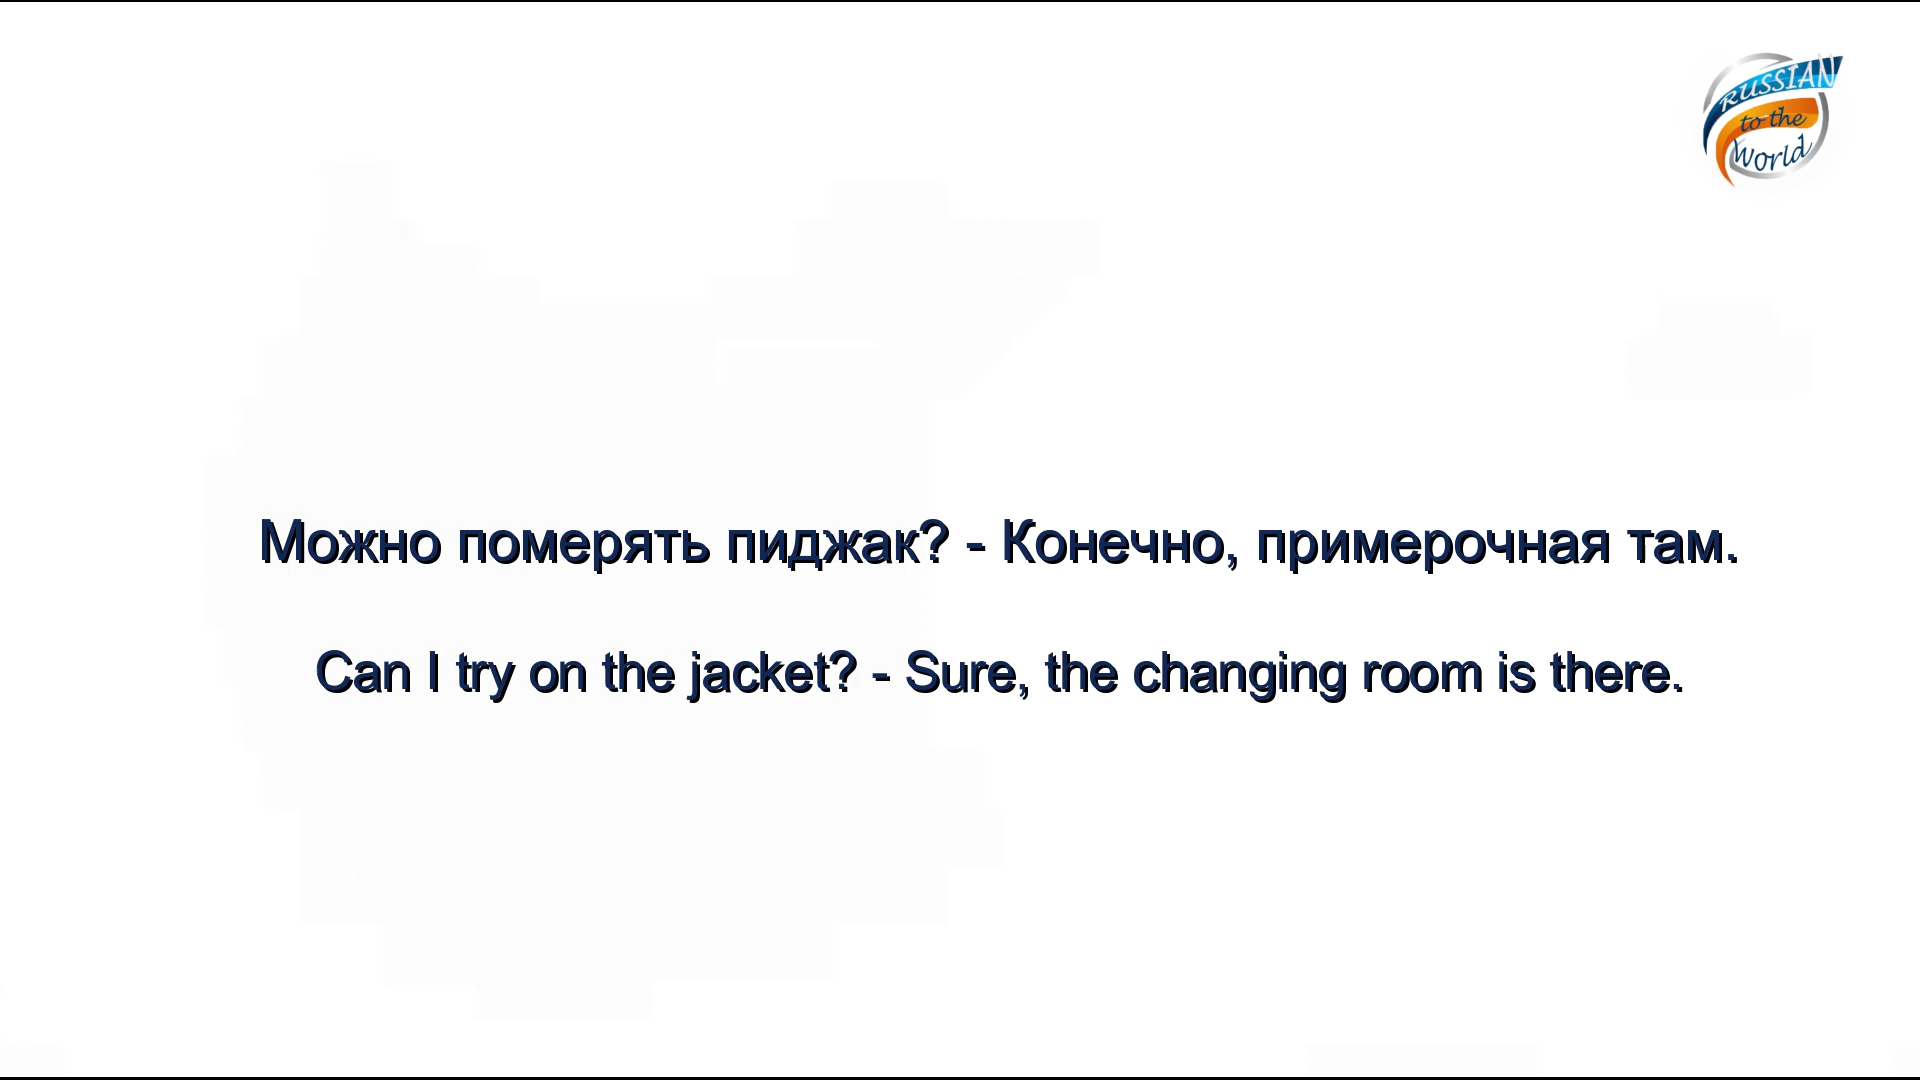 RUSSIAN
to the
World
Можно померять пиджак? - Конечно, примерочная там.
Can I try on the jacket? - Sure, the changing room is there.